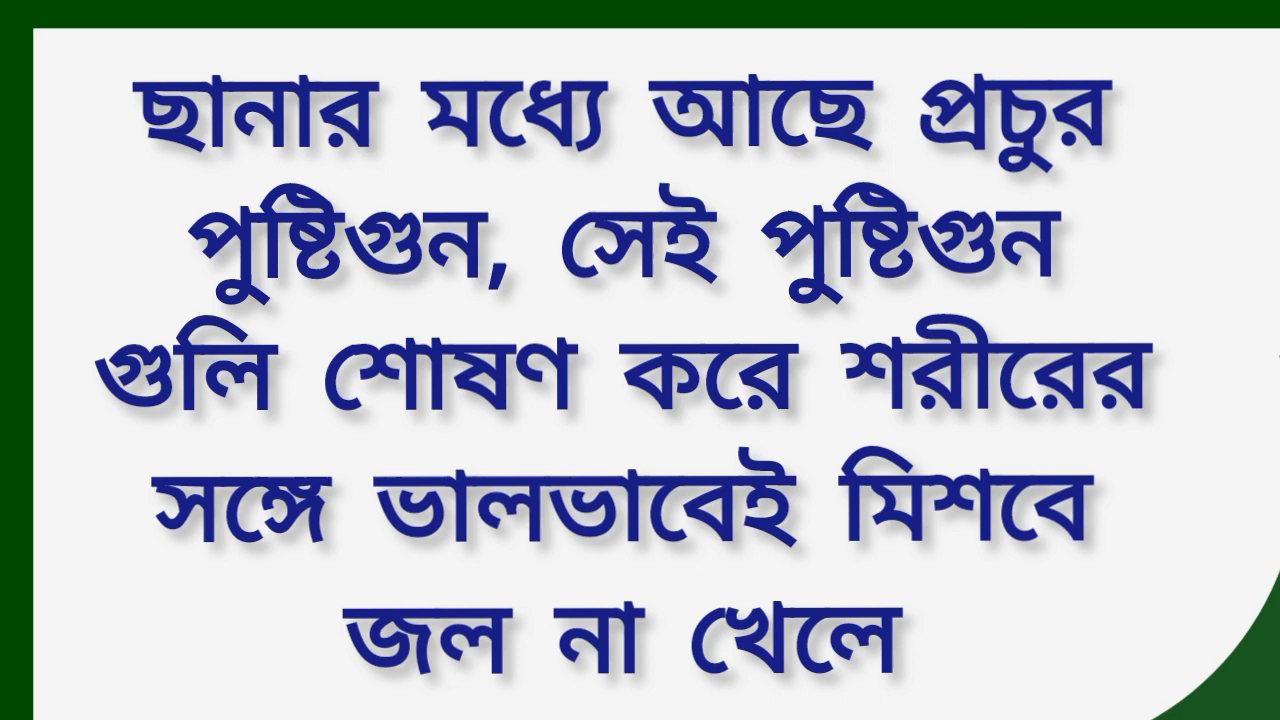 ছানার মধ্যে আছে প্রচুর
পুষ্টিগুন, সেই পুষ্টিগুন
গুলি শোষণ করে শরীরের
সঙ্গে ভালভাবেই মিশবে
জল না খেলে